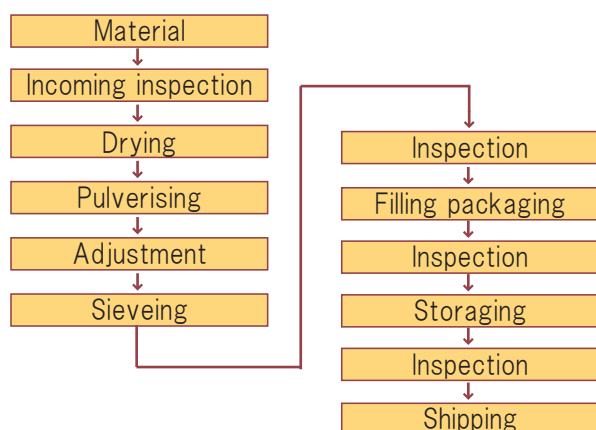 Material
Incoming inspection
Drying
Pulverising
Adjustment
Sieveing
Inspection
Filling packaging
Inspection
Storaging
Inspection
Shipping